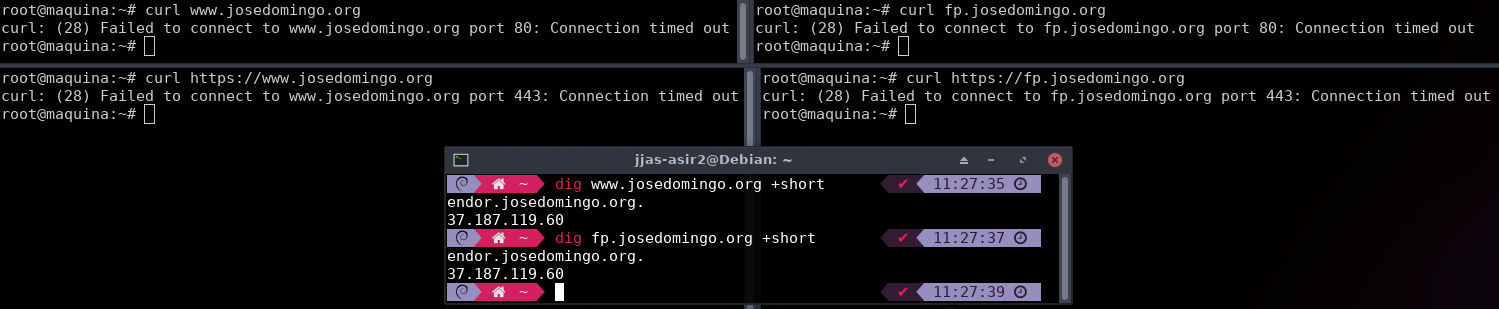 root@maquina:~# curl www.josedomingo.org
curl: (28) Failed to connect to www.josedomingo.org port 80: Connection timed out
root@maquina:~#
root@maquina:~# curl fp.josedomingo.org
curl: (28) Failed to connect to fp.josedomingo.org port 80: Connection timed out
root@maquina:~#
root@maquina:~# curl https://www.josedomingo.org
curl: (28) Failed to connect to www.josedomingo.org port 443: Connection timed out
root@maquina:~#
root@maquina:~# curl https://fp.josedomingo.org
curl: (28) Failed to connect to fp.josedomingo.org port 443: Connection timed out
root@maquina:~#
jjas-asir2@Debian: ~
~ dig www.josedomingo.org +short ✔ 11:27:35
endor.josedomingo.org.
37.187.119.60
~ dig fp.josedomingo.org +short ✔ 11:27:37
endor.josedomingo.org.
37.187.119.60
~ ✔ 11:27:39